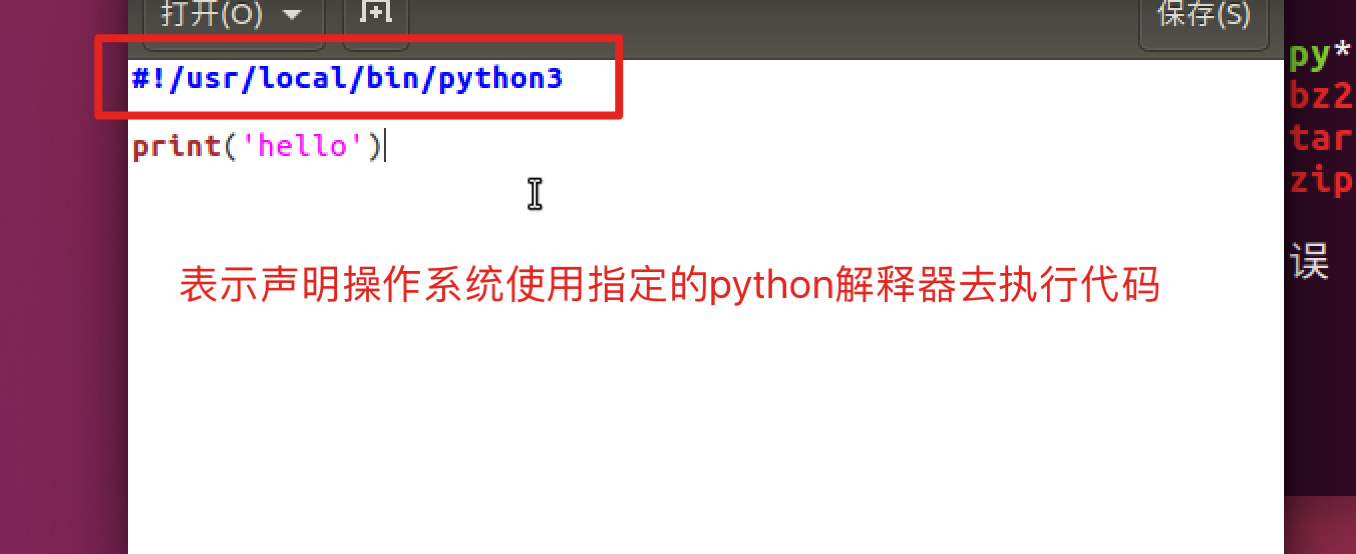 打开(O)
保存(S)
#!/usr/local/bin/python3
print('hello')
表示声明操作系统使用指定的python解释器去执行代码
py*
bz2
tar
zip
误